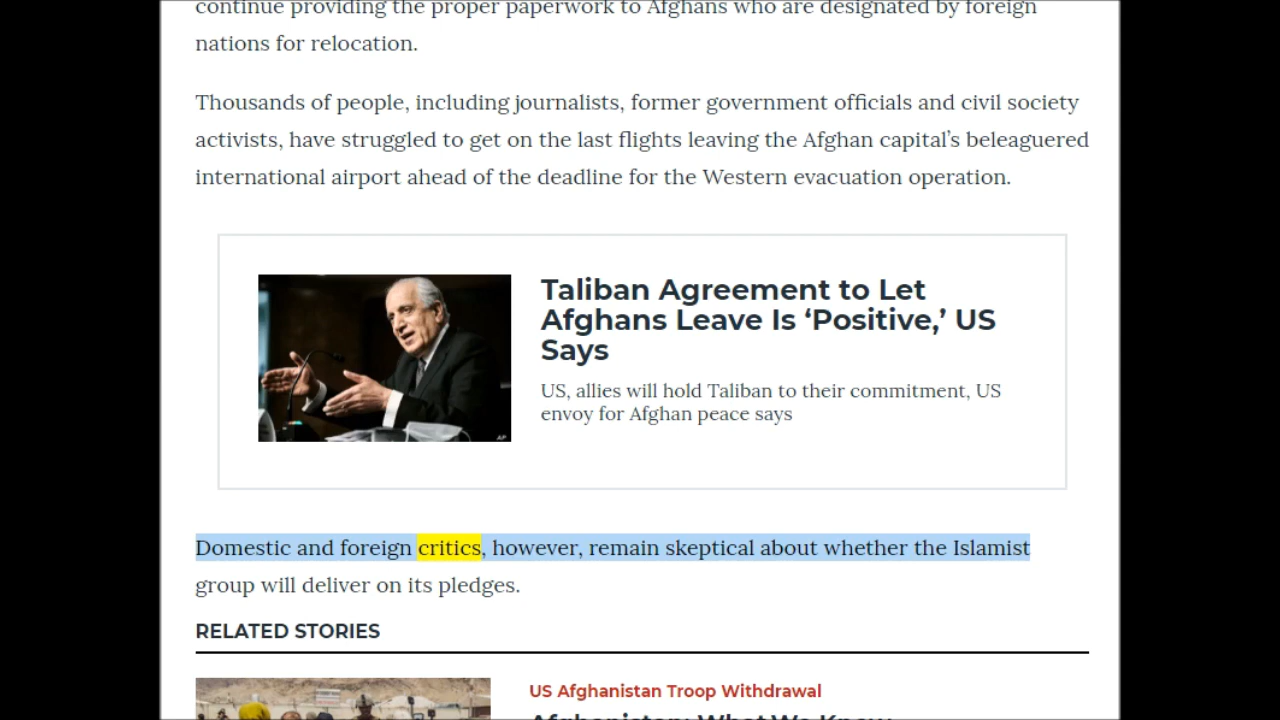 continue providing the proper paperwork to Afghans who are designated by foreign
nations for relocation.
Thousands of people, including journalists, former government officials and civil society
activists, have struggled to get on the last flights leaving the Afghan capital’s beleaguered
international airport ahead of the deadline for the Western evacuation operation.
Taliban Agreement to Let
Afghans Leave Is ‘Positive,’ US
Says
US, allies will hold Taliban to their commitment, US
envoy for Afghan peace says
AP
Domestic and foreign critics, however, remain skeptical about whether the Islamist
group will deliver on its pledges.
RELATED STORIES
US Afghanistan Troop Withdrawal
Afghanistan: What We Know